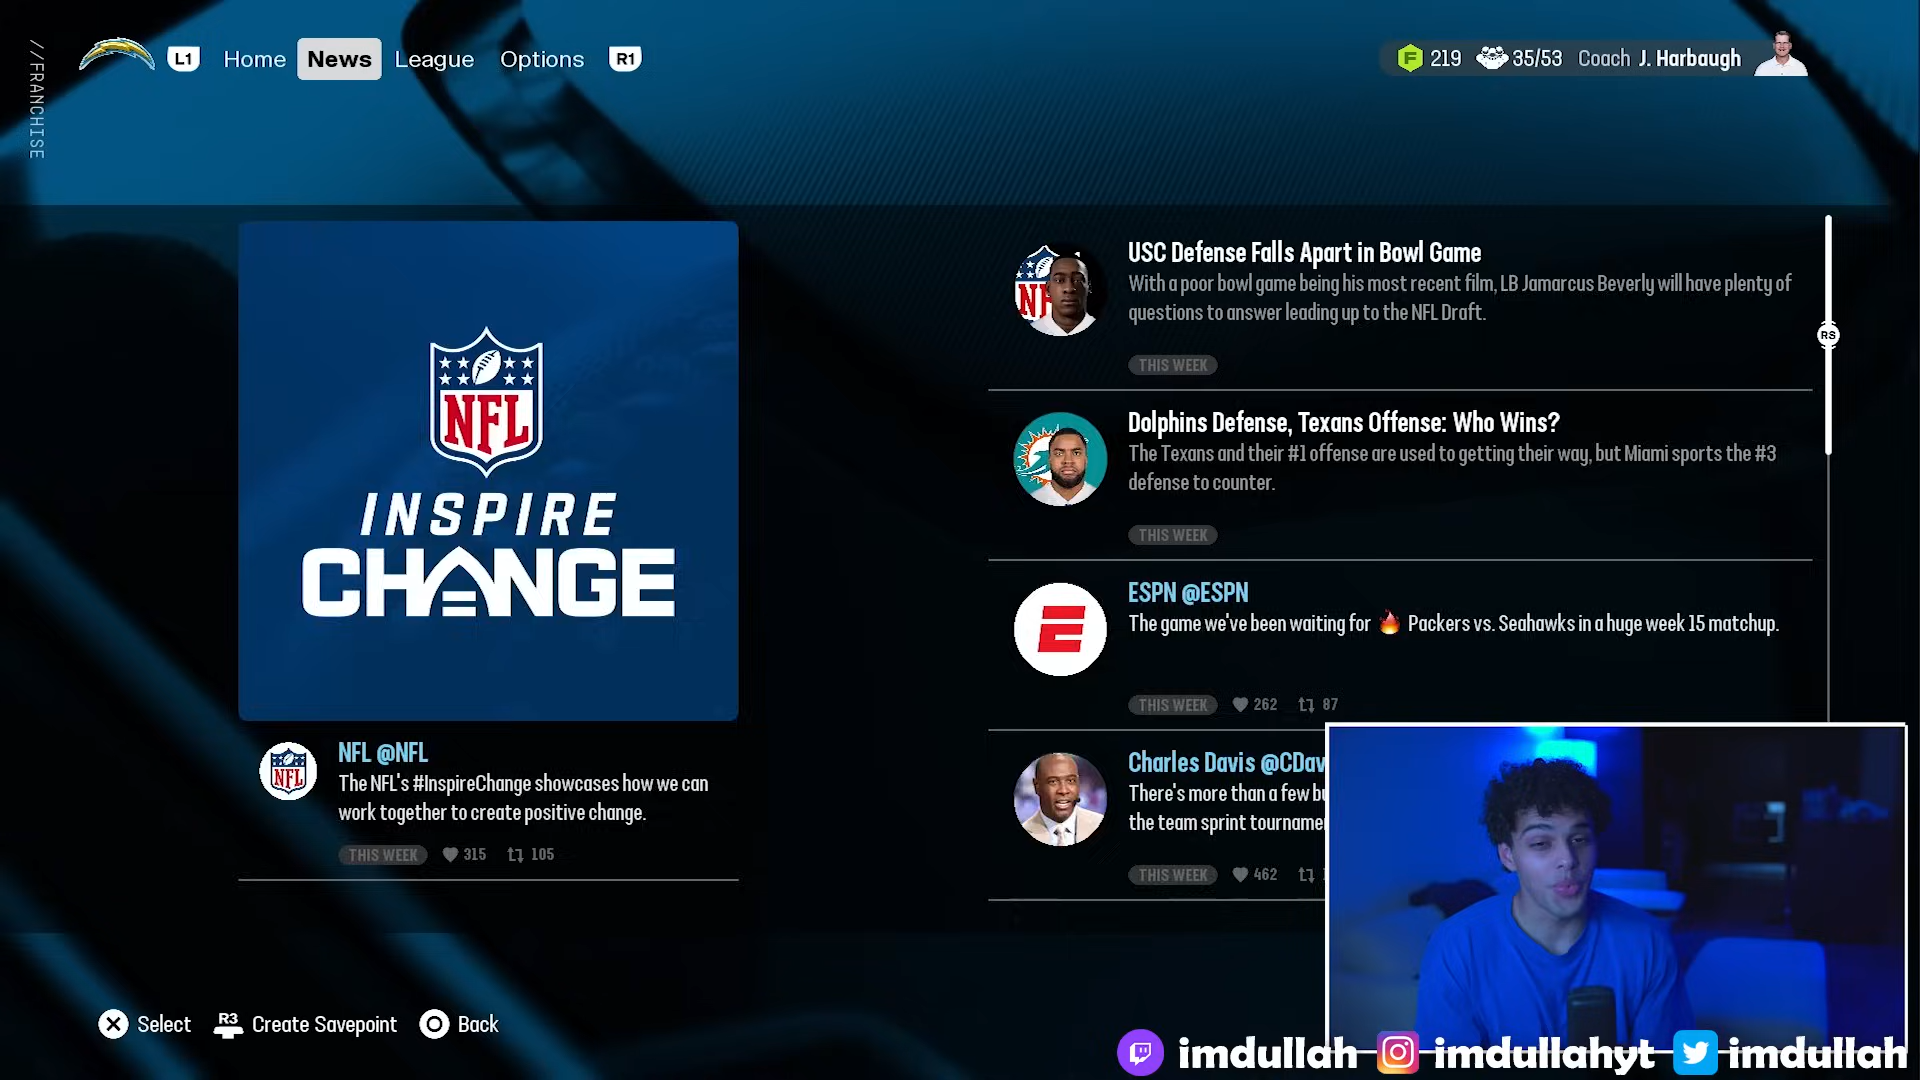 //FRANCHISE
L1 Home News League Options R1
F 219 35/53 Coach J. Harbaugh
NFL
INSPIRE
CHANGE
NFL @NFL
The NFL's #InspireChange showcases how we can
work together to create positive change.
THIS WEEK 315 105
USC Defense Falls Apart in Bowl Game
With a poor bowl game being his most recent film, LB Jamarcus Beverly will have plenty of
questions to answer leading up to the NFL Draft.
THIS WEEK
RS
Dolphins Defense, Texans Offense: Who Wins?
The Texans and their #1 offense are used to getting their way, but Miami sports the #3
defense to counter.
THIS WEEK
ESPN @ESPN
The game we've been waiting for 🔥 Packers vs. Seahawks in a huge week 15 matchup.
THIS WEEK 262 87
Charles Davis @CDav
There's more than a few bu
the team sprint tourname
THIS WEEK 462
Select R3 Create Savepoint Back
imdullah imdullahyt imdullah